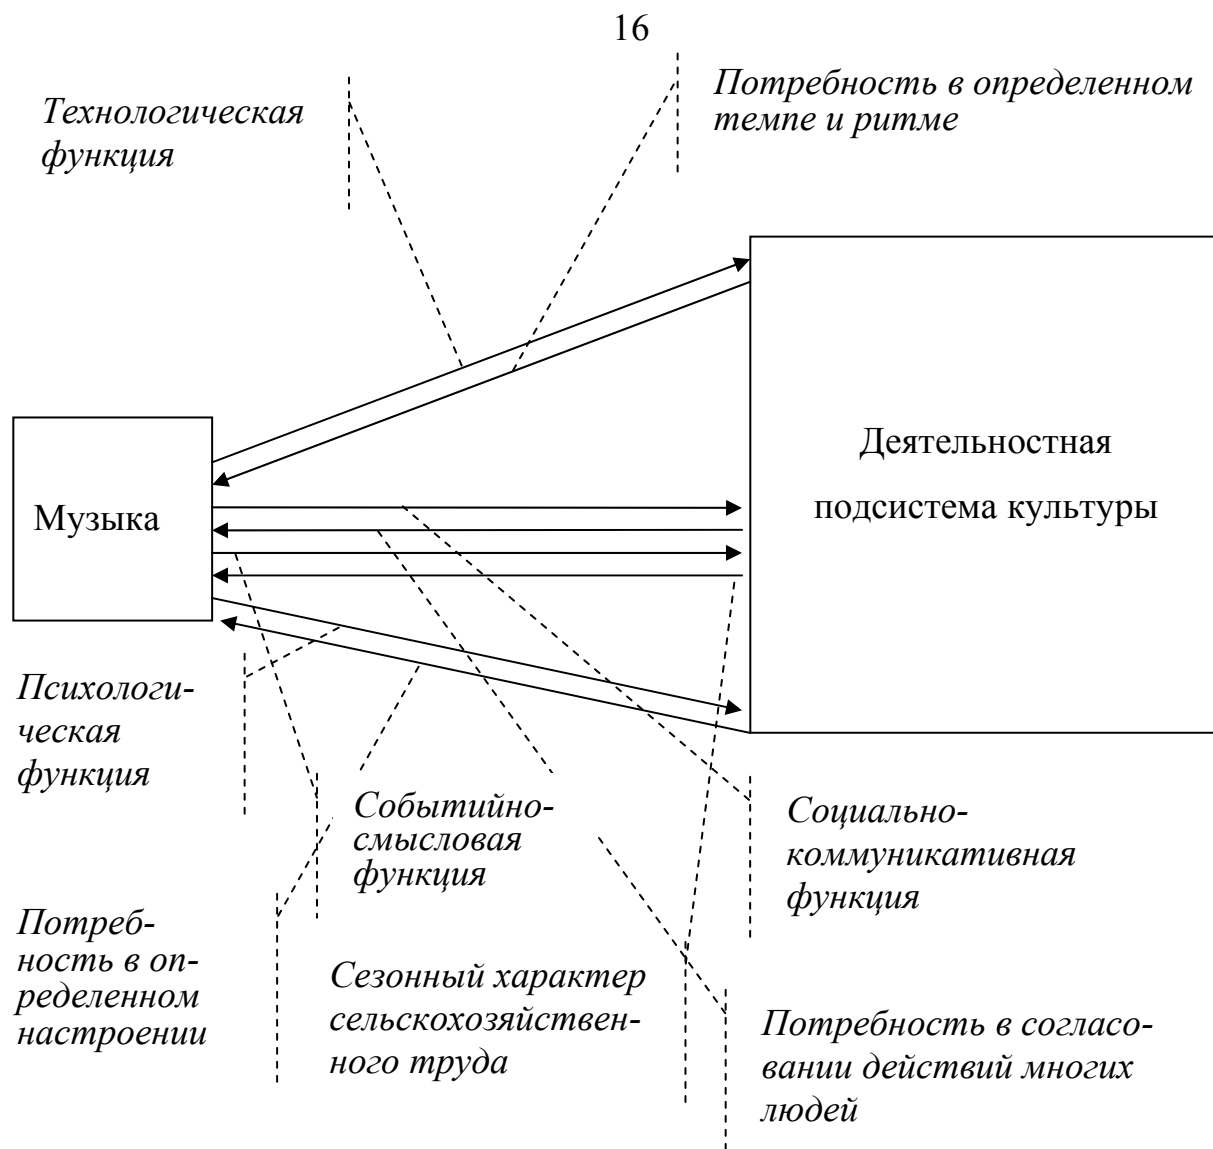 16
Технологическая
функция
Потребность в определенном
темпе и ритме
Музыка
Деятельностная
подсистема культуры
Психологи-
ческая
функция
Событийно-
смысловая
функция
Социально-
коммуникативная
функция
Потреб-
ность в оп-
ределенном
настроении
Сезонный характер
сельскохозяйствен-
ного труда
Потребность в согласо-
вании действий многих
людей